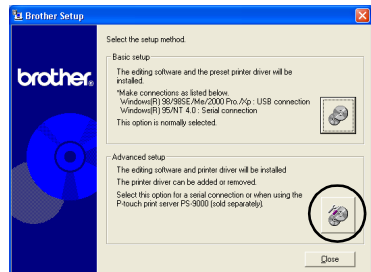 Brother Setup
Select the setup method.
brother®
Basic setup
The editing software and the preset printer driver will be
installed.
*Make connections as listed below.
Windows(R) 98/98SE/Me/2000 Pro./Xp : USB connection
Windows(R) 95/NT 4.0 : Serial connection
This option is normally selected.
Advanced setup
The editing software and printer driver will be installed
The printer driver can be added or removed.
Select this option for a serial connection or when using the
P-touch print server PS-9000 (sold separately).
Close